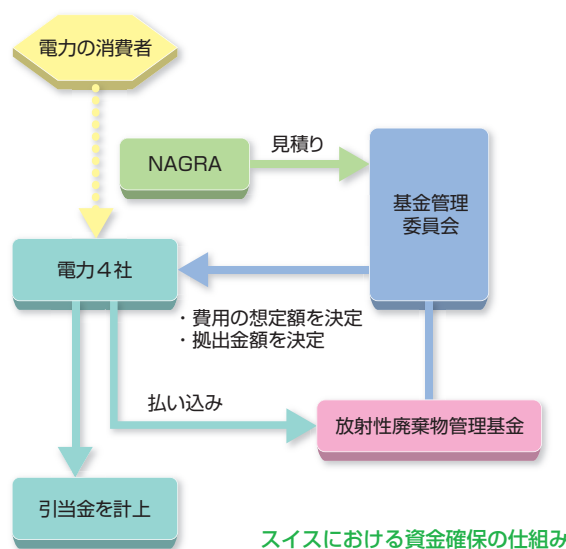 電力の消費者
NAGRA
見積り
基金管理
委員会
電力4社
・費用の想定額を決定
・拠出金額を決定
払い込み
放射性廃棄物管理基金
引当金を計上
スイスにおける資金確保の仕組み